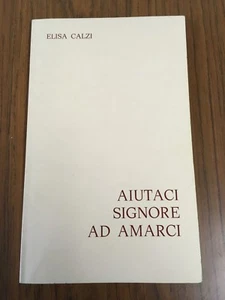 ELISA CALZI
AIUTACI
SIGNORE
AD AMARCI